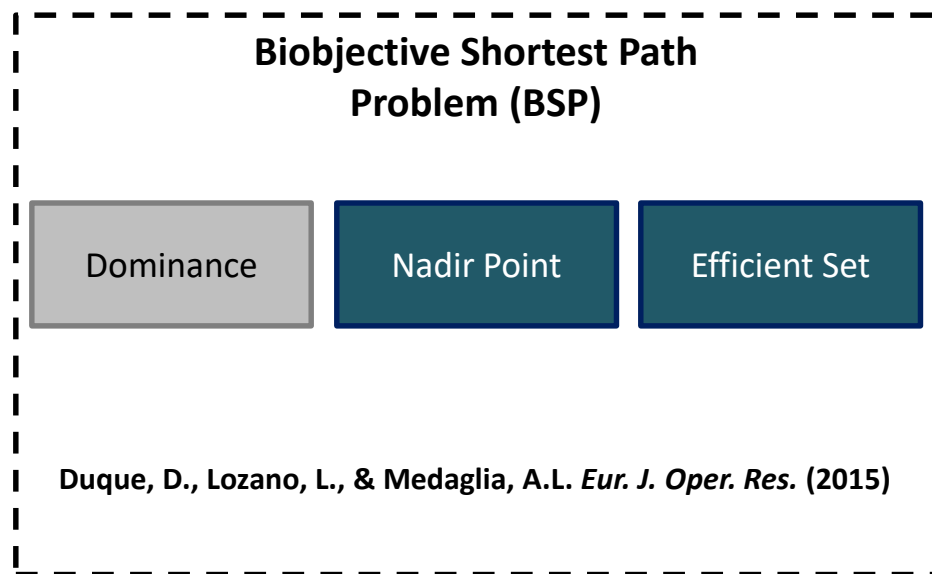 Biobjective Shortest Path
Problem (BSP)
Dominance
Nadir Point
Efficient Set
Duque, D., Lozano, L., & Medaglia, A.L. Eur. J. Oper. Res. (2015)